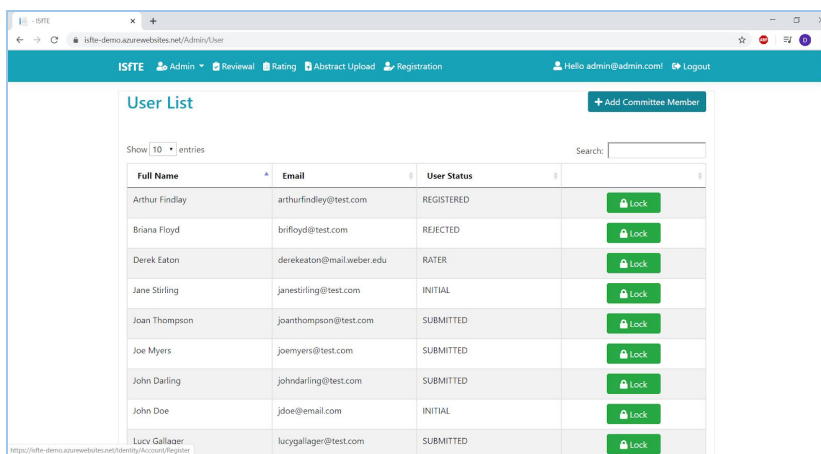 - ISfTE
isfte-demo.azurewebsites.net/Admin/User
ISfTE Admin Reviewal Rating Abstract Upload Registration Hello admin@admin.com! Logout
User List
+ Add Committee Member
Show 10 entries
Search:
Full Name Email User Status
Arthur Findlay arthurfindley@test.com REGISTERED Lock
Briana Floyd brifloyd@test.com REJECTED Lock
Derek Eaton derekeaton@mail.weber.edu RATER Lock
Jane Stirling janestirling@test.com INITIAL Lock
Joan Thompson joanthompson@test.com SUBMITTED Lock
Joe Myers joemyers@test.com SUBMITTED Lock
John Darling johndarling@test.com SUBMITTED Lock
John Doe jdoe@email.com INITIAL Lock
Lucy Gallager lucygallager@test.com SUBMITTED Lock
https://isfte-demo.azurewebsites.net/Identity/Account/Register